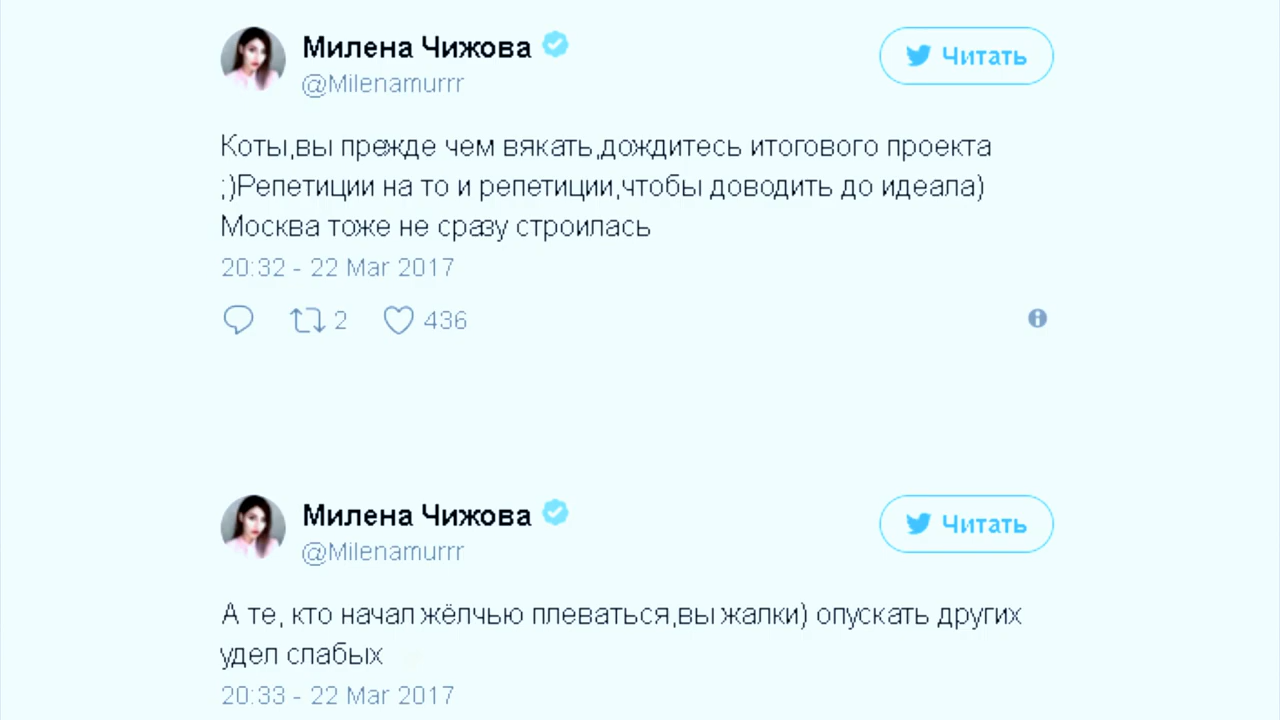 Милена Чижова
Читать
@Milenamurrr
Коты,вы прежде чем вякать,дождитесь итогового проекта
;)Репетиции на то и репетиции,чтобы доводить до идеала)
Москва тоже не сразу строилась
20:32 - 22 Mar 2017
2 436
Милена Чижова
Читать
@Milenamurrr
А те, кто начал жёлчью плеваться,вы жалки) опускать других
удел слабых
20:33 - 22 Mar 2017